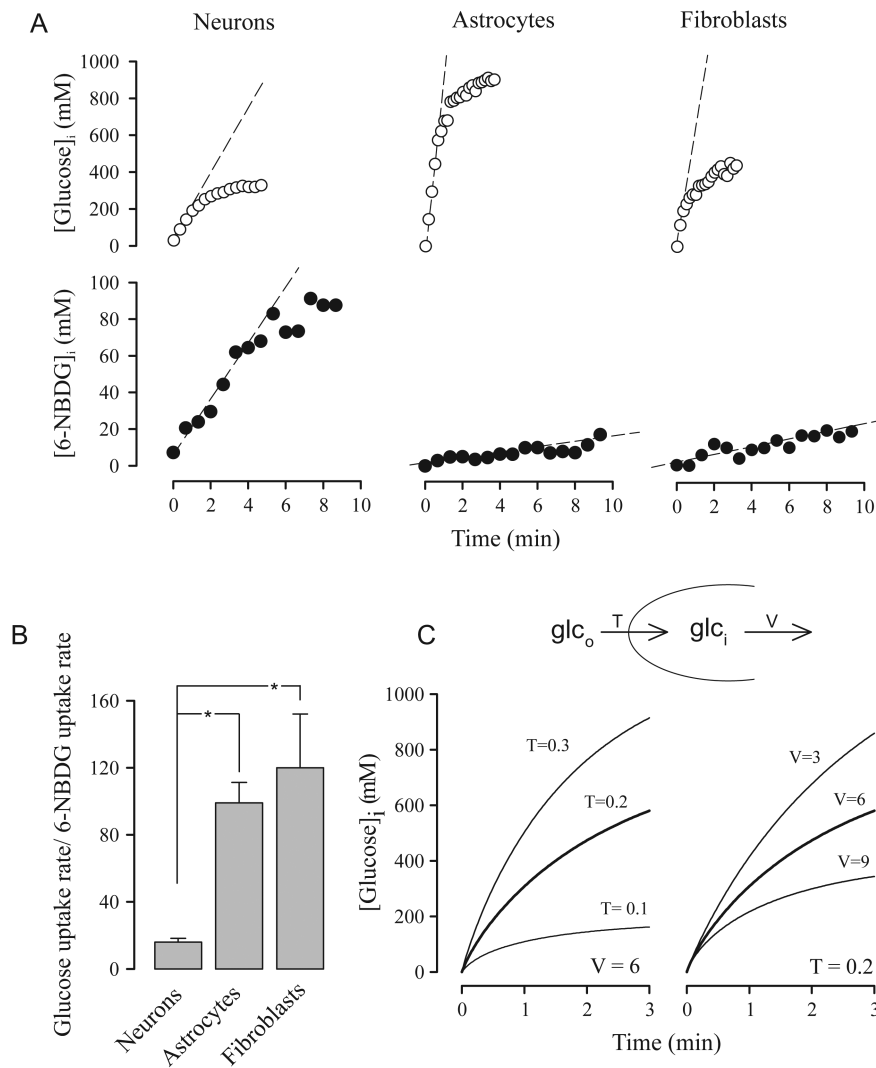 A
Neurons
Astrocytes
Fibroblasts
[Glucose]i (mM)
1000
800
600
400
200
0
[6-NBDG]i (mM)
100
80
60
40
20
0
0 2 4 6 8 10
0 2 4 6 8 10
0 2 4 6 8 10
Time (min)
B
Glucose uptake rate/ 6-NBDG uptake rate
160
120
80
40
0
*
*
Neurons
Astrocytes
Fibroblasts
C
glco
T
glci
V
[Glucose]i (mM)
1000
800
600
400
200
0
T=0.3
T=0.2
T=0.1
V = 6
V=3
V=6
V=9
T = 0.2
0 1 2 3
0 1 2 3
Time (min)